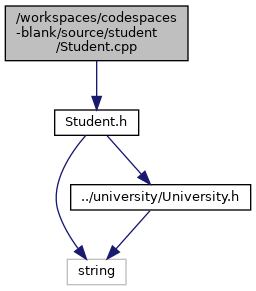 /workspaces/codespaces
-blank/source/student
/Student.cpp
Student.h
../university/University.h
string